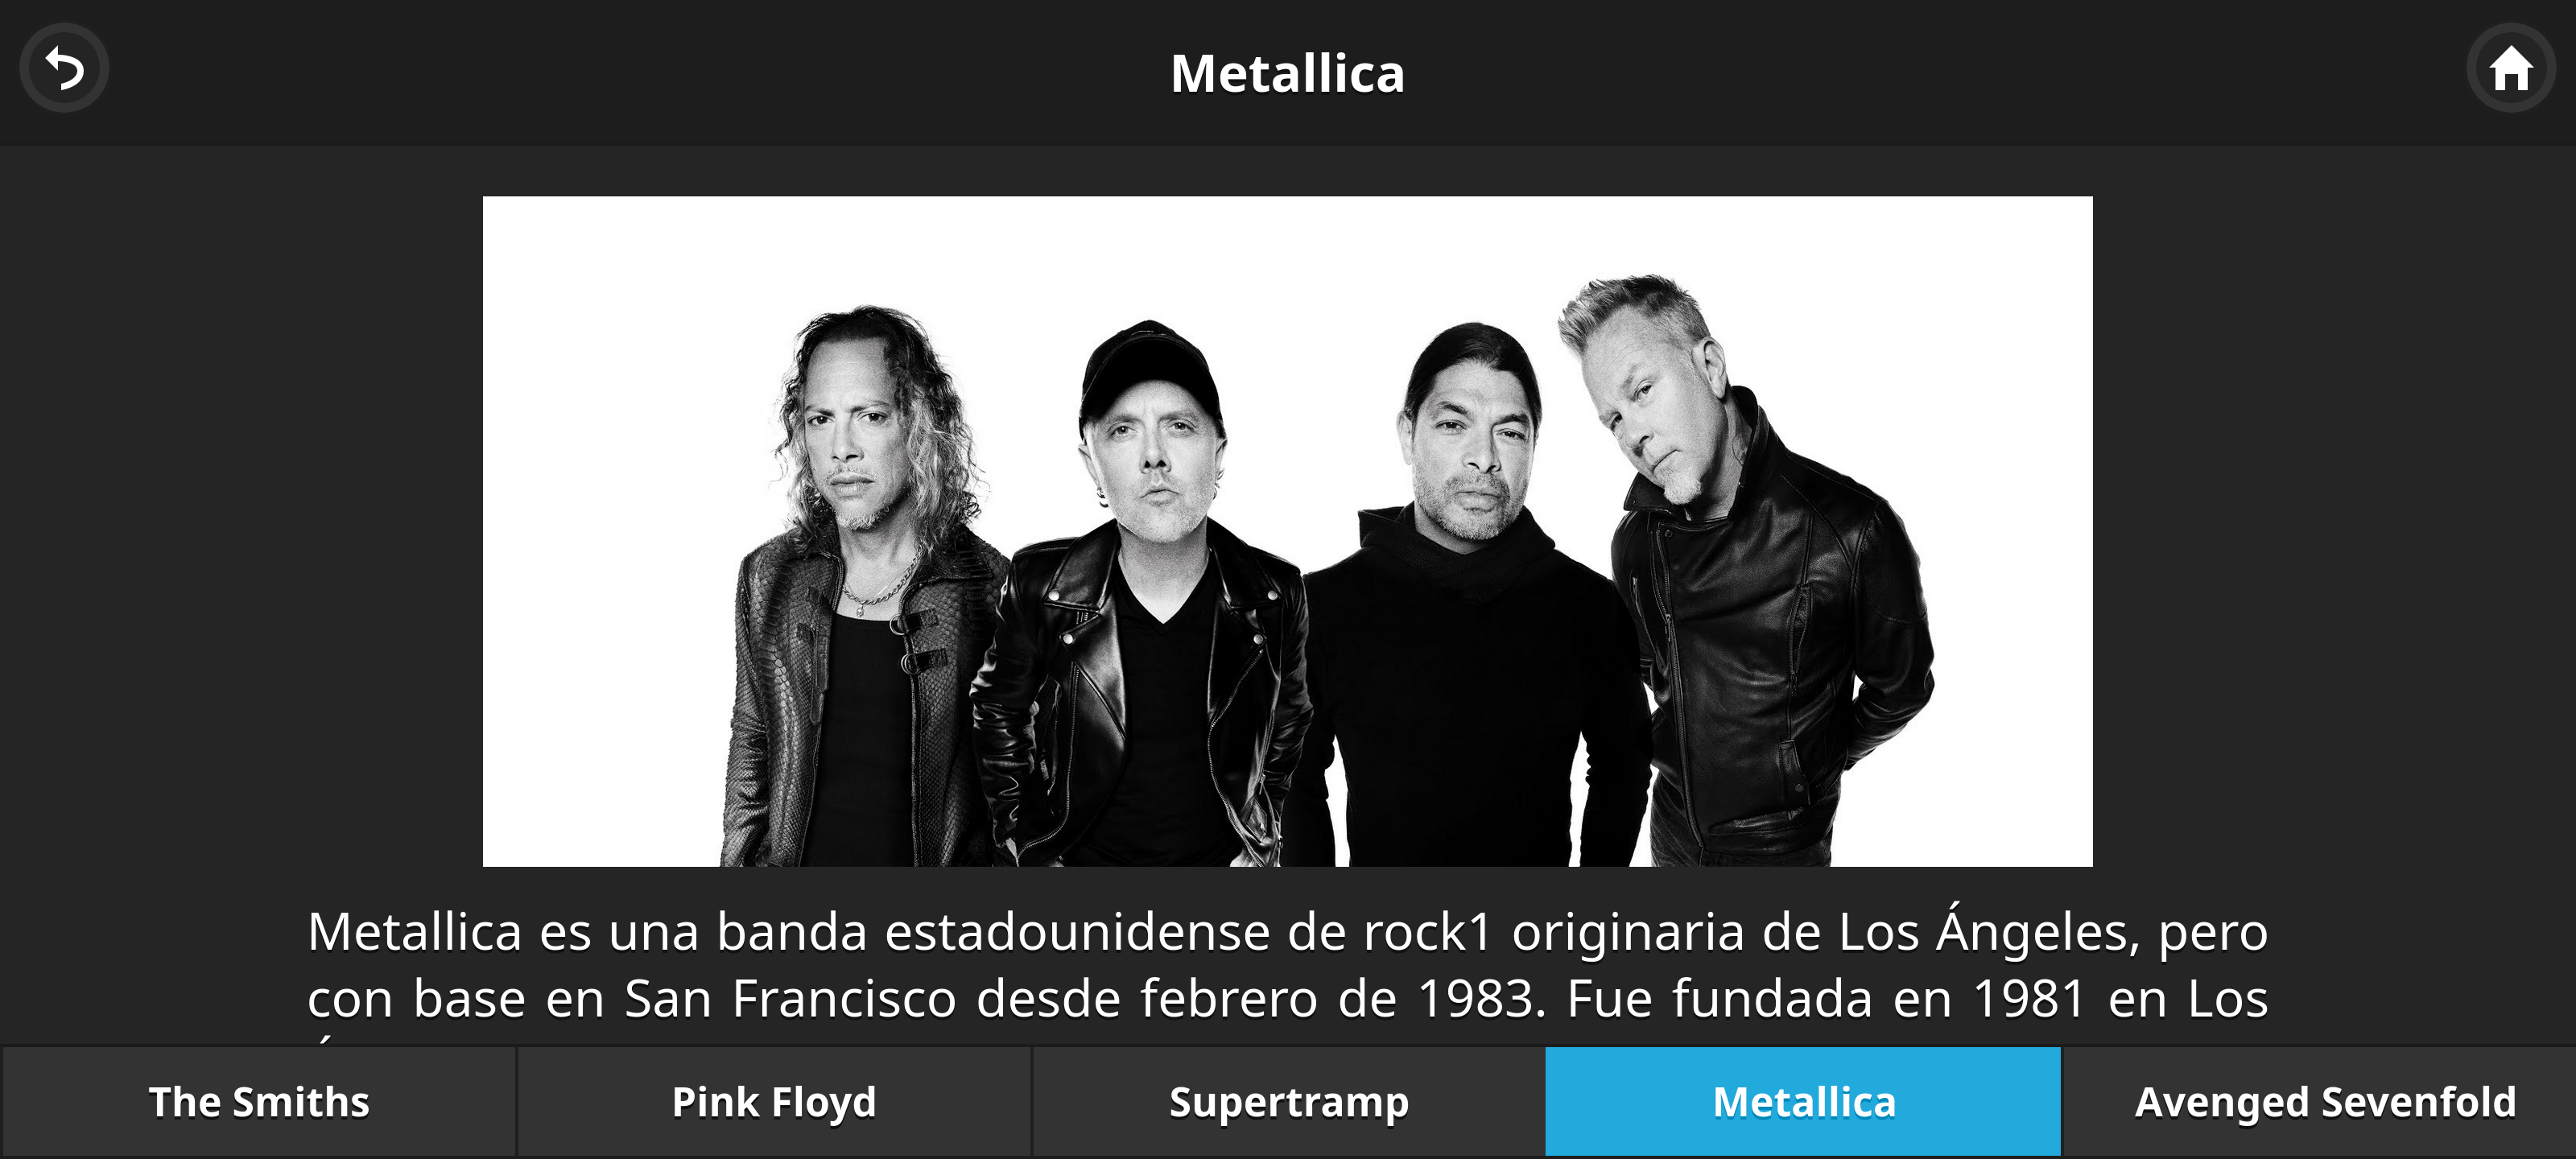 Metallica
Metallica es una banda estadounidense de rock1 originaria de Los Ángeles, pero
con base en San Francisco desde febrero de 1983. Fue fundada en 1981 en Los
The Smiths
Pink Floyd
Supertramp
Metallica
Avenged Sevenfold